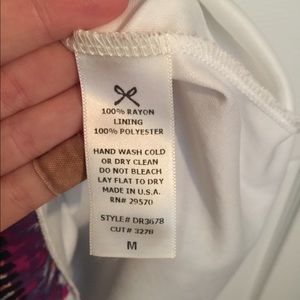 100% RAYON
LINING
100% POLYESTER
HAND WASH COLD
OR DRY CLEAN
DO NOT BLEACH
LAY FLAT TO DRY
MADE IN U.S.A.
RN# 29570
STYLE# DR3678
CUT# 3278
M